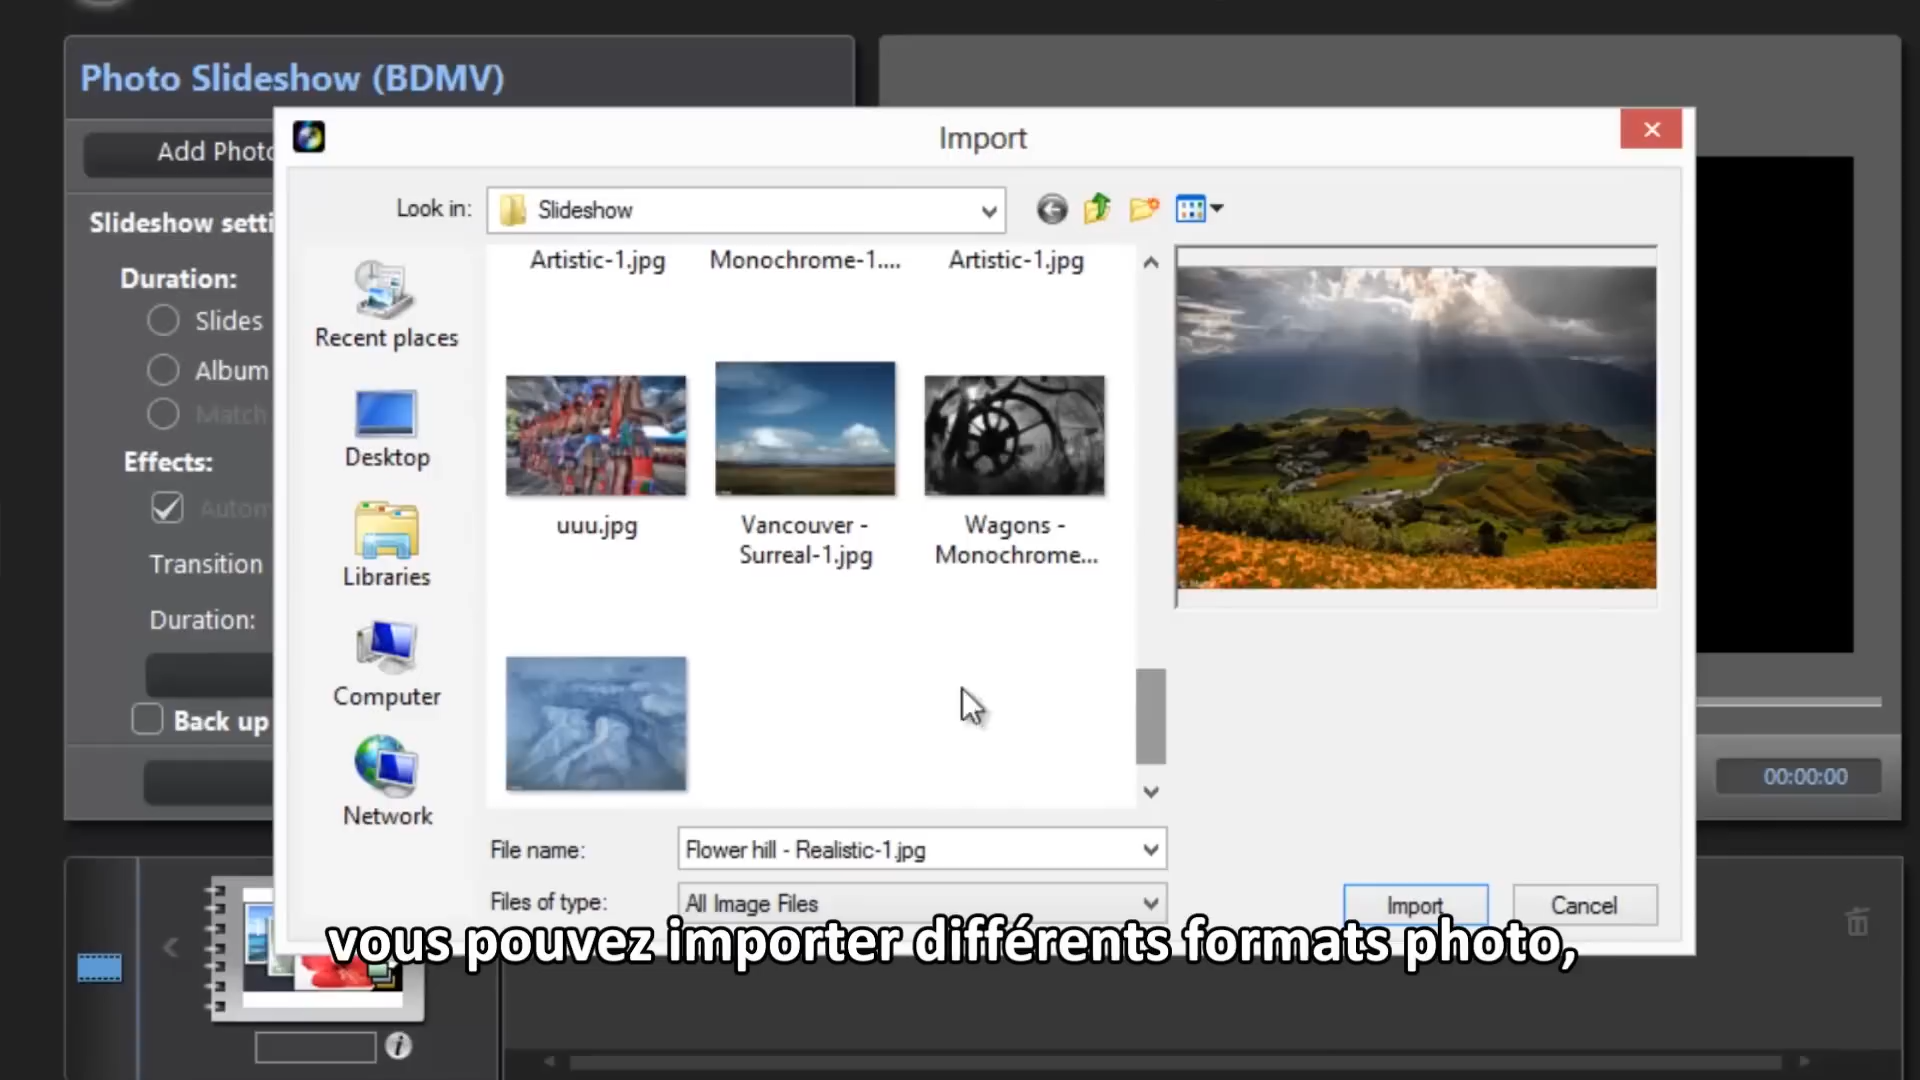 Photo Slideshow (BDMV)
Import
Add Photo
Look in:
Slideshow
Slideshow setti
Duration:
Slides
Album
Match
Effects:
Autom
Transition
Duration:
Back up
Recent places
Desktop
Libraries
Computer
Network
Artistic-1.jpg
Monochrome-1....
Artistic-1.jpg
uuu.jpg
Vancouver -
Surreal-1.jpg
Wagons -
Monochrome...
File name:
Flower hill - Realistic-1.jpg
Files of type:
All Image Files
Import
Cancel
00:00:00
vous pouvez importer différents formats photo,